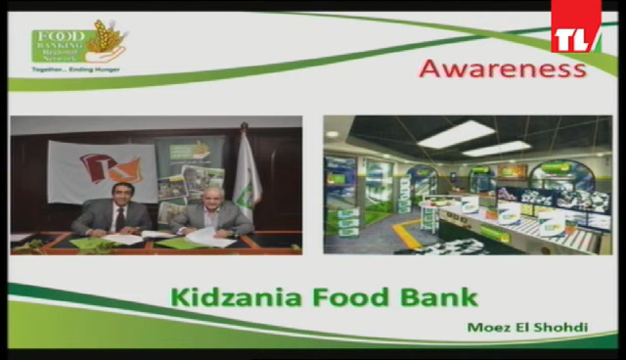 FOOD
BANKING
Regional
Network
Together... Ending Hunger
TL
Awareness
Kidzania Food Bank
Moez El Shohdi